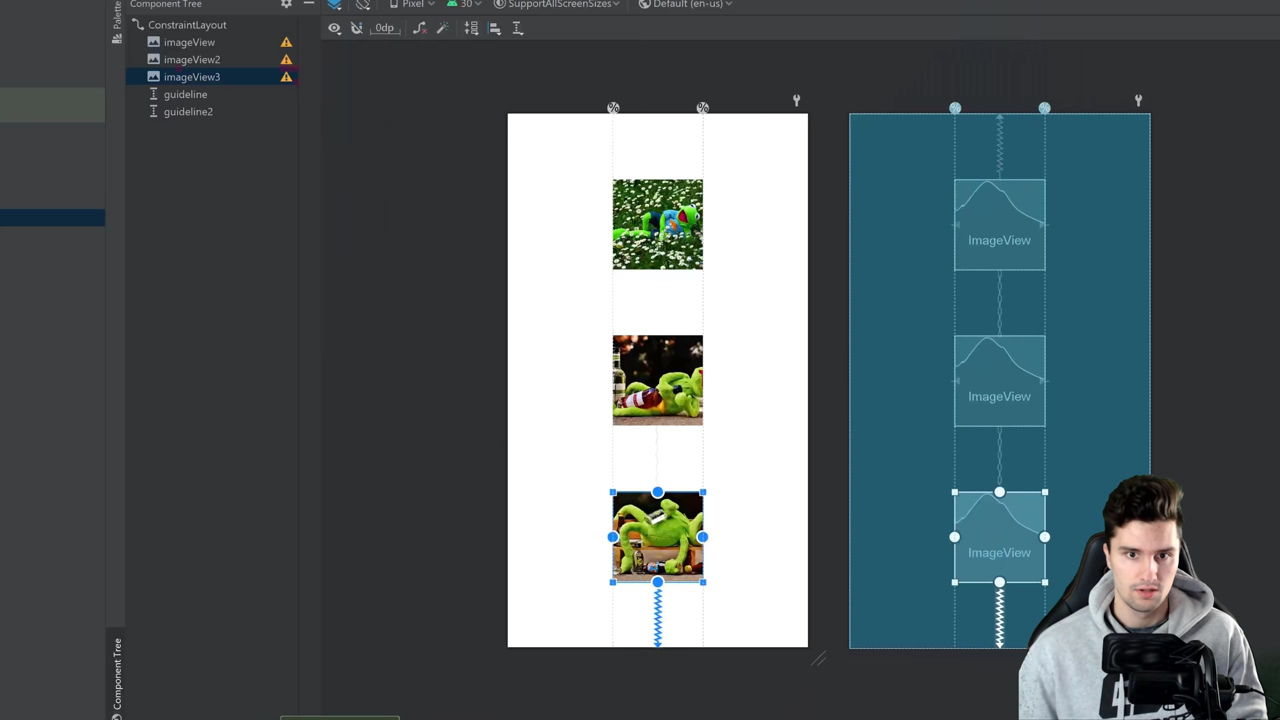 Palette
Component Tree
Pixel
30
SupportAllScreenSizes
Default (en-us)
ConstraintLayout
0dp
imageView
imageView2
imageView3
guideline
guideline2
%
%
%
%
ImageView
ImageView
ImageView
Component Tree